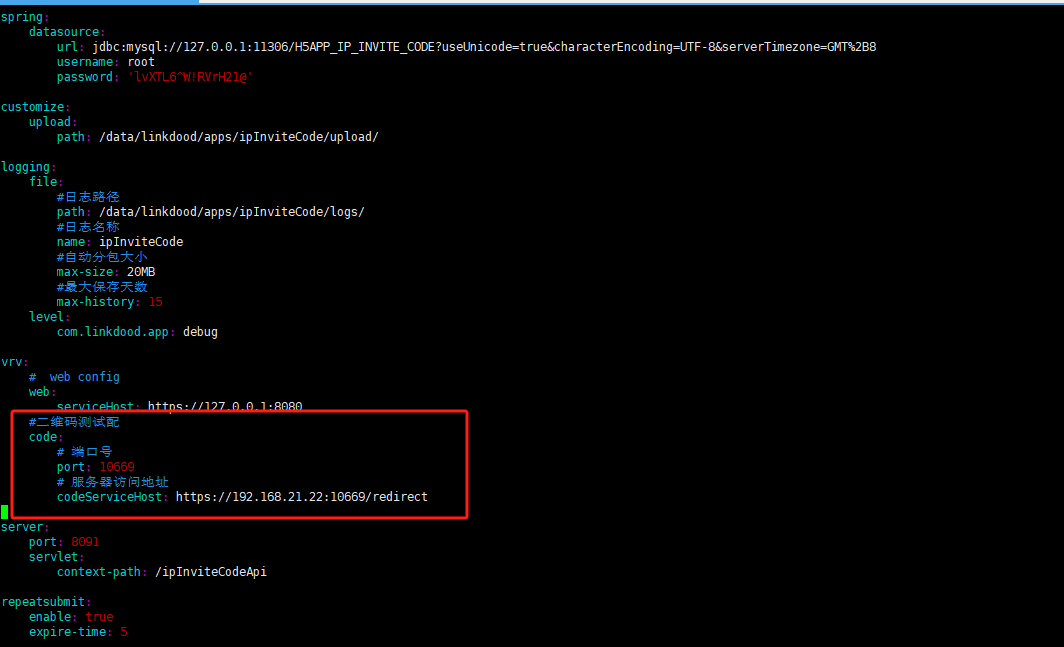 spring:
datasource:
url: jdbc:mysql://127.0.0.1:11306/H5APP_IP_INVITE_CODE?useUnicode=true&characterEncoding=UTF-8&serverTimezone=GMT%2B8
username: root
password: 'lvXTL6^W!RVrH21@'
customize:
upload:
path: /data/linkdood/apps/ipInviteCode/upload/
logging:
file:
#日志路径
path: /data/linkdood/apps/ipInviteCode/logs/
#日志名称
name: ipInviteCode
#自动分包大小
max-size: 20MB
#最大保存天数
max-history: 15
level:
com.linkdood.app: debug
vrv:
# web config
web:
serviceHost: https://127.0.0.1:8080
#二维码测试配
code:
# 端口号
port: 10669
# 服务器访问地址
codeServiceHost: https://192.168.21.22:10669/redirect
server:
port: 8091
servlet:
context-path: /ipInviteCodeApi
repeatsubmit:
enable: true
expire-time: 5